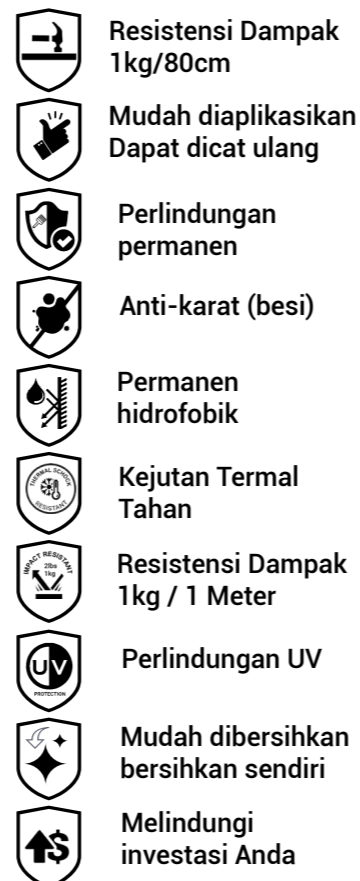 Resistensi Dampak
1kg/80cm
Mudah diaplikasikan
Dapat dicat ulang
Perlindungan
permanen
Anti-karat (besi)
Permanen
hidrofobik
THERMAL SCHOCK
RESISTANT
Kejutan Termal
Tahan
IMPACT RESISTANT
2lbs
1kg
Resistensi Dampak
1kg / 1 Meter
UV
PROTECTION
Perlindungan UV
Mudah dibersihkan
bersihkan sendiri
$
Melindungi
investasi Anda